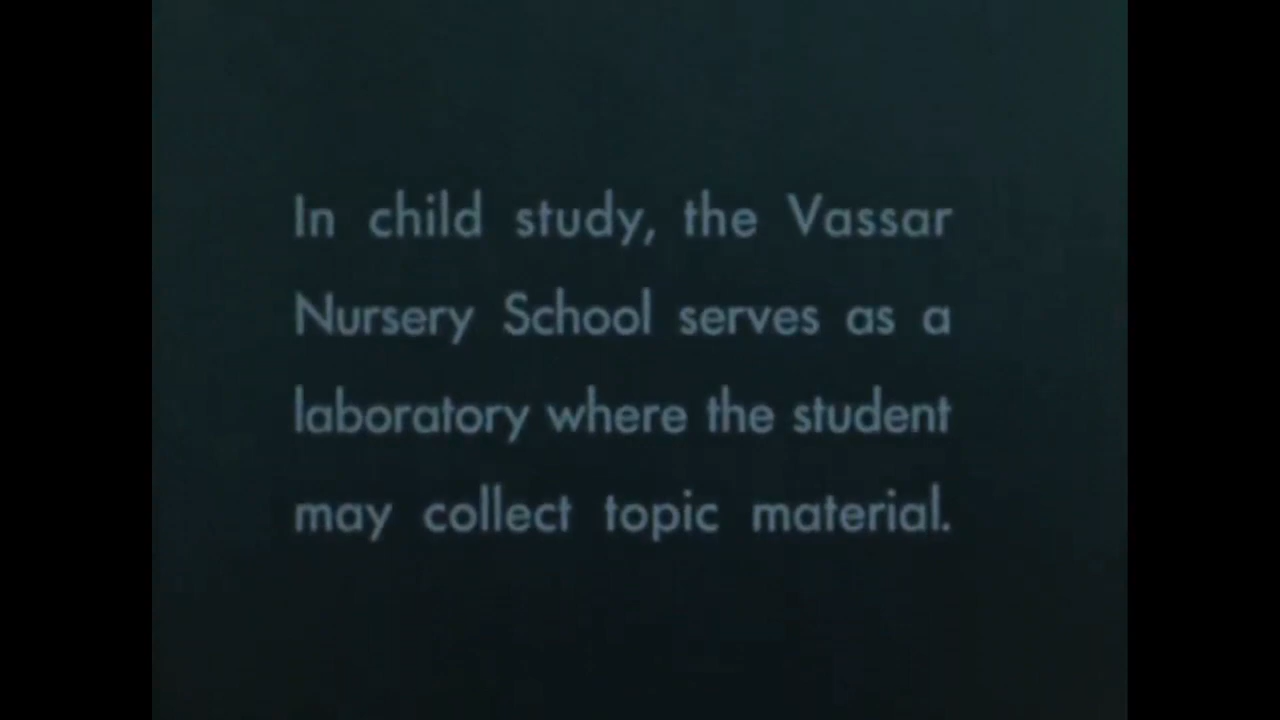 In child study, the Vassar
Nursery School serves as a
laboratory where the student
may collect topic material.